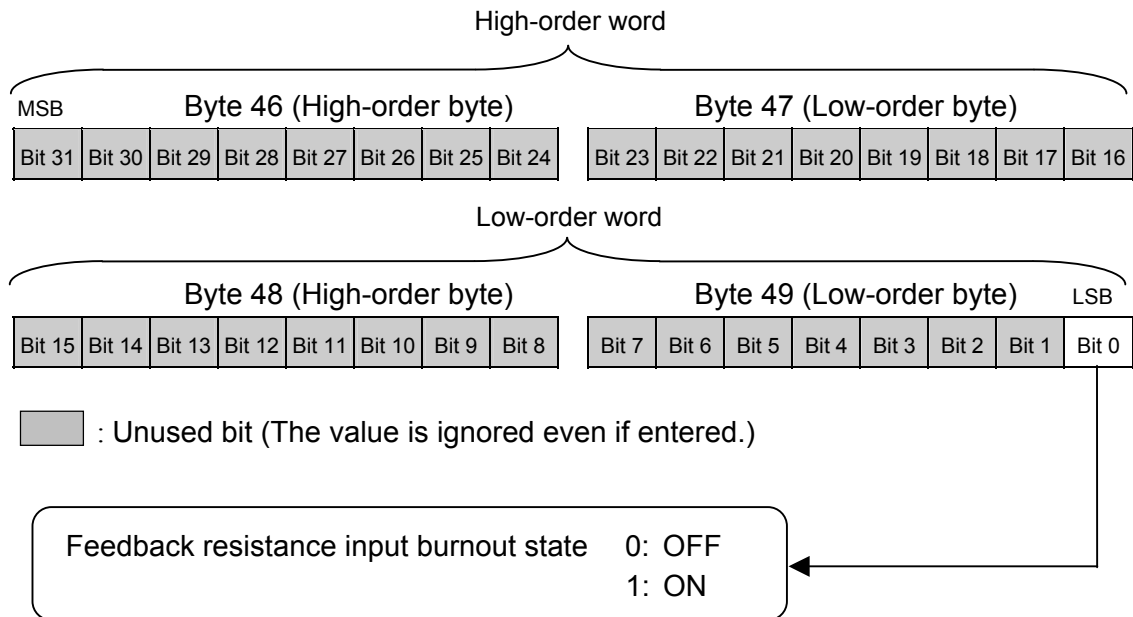 High-order word
MSB Byte 46 (High-order byte) Byte 47 (Low-order byte)
Bit 31 Bit 30 Bit 29 Bit 28 Bit 27 Bit 26 Bit 25 Bit 24 Bit 23 Bit 22 Bit 21 Bit 20 Bit 19 Bit 18 Bit 17 Bit 16
Low-order word
Byte 48 (High-order byte) Byte 49 (Low-order byte) LSB
Bit 15 Bit 14 Bit 13 Bit 12 Bit 11 Bit 10 Bit 9 Bit 8 Bit 7 Bit 6 Bit 5 Bit 4 Bit 3 Bit 2 Bit 1 Bit 0
: Unused bit (The value is ignored even if entered.)
Feedback resistance input burnout state 0: OFF
1: ON